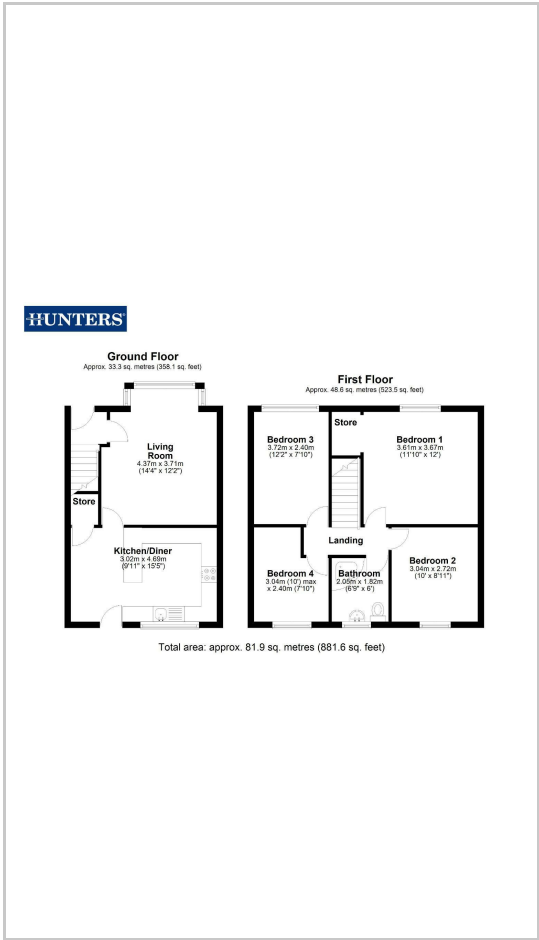 HUNTERS®
Ground Floor
Approx. 33.3 sq. metres (358.1 sq. feet)
Living
Room
4.37m x 3.71m
(14'4" x 12'2")
Store
Kitchen/Diner
3.02m x 4.69m
(9'11" x 15'5")
First Floor
Approx. 48.6 sq. metres (523.5 sq. feet)
Bedroom 3
3.72m x 2.40m
(12'2" x 7'10")
Store
Bedroom 1
3.61m x 3.67m
(11'10" x 12')
Landing
Bedroom 4
3.04m (10') max
x 2.40m (7'10")
Bathroom
2.05m x 1.82m
(6'9" x 6')
Bedroom 2
3.04m x 2.72m
(10' x 8'11")
Total area: approx. 81.9 sq. metres (881.6 sq. feet)